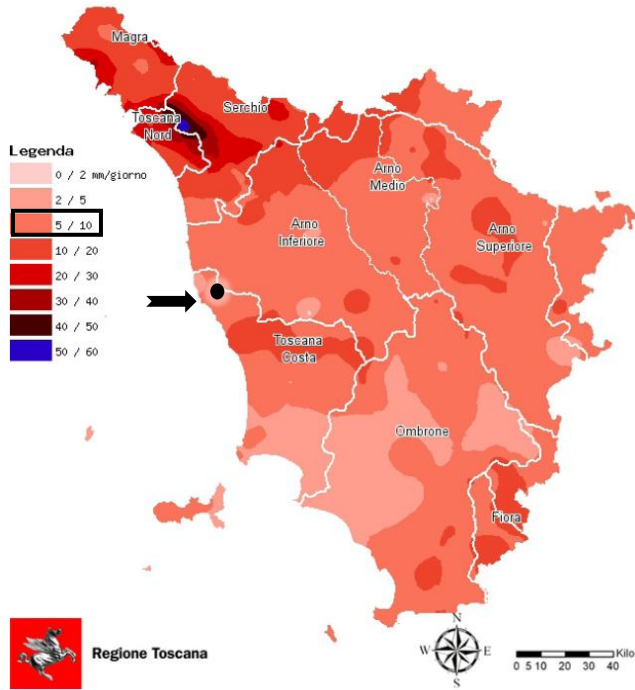 Magra
Serchio
Toscana
Nord
Legenda
0 / 2 mm/giorno
2 / 5
5 / 10
10 / 20
20 / 30
30 / 40
40 / 50
50 / 60
Arno
Medio
Arno
Inferiore
Arno
Superiore
Toscana
Costa
Ombrone
Fiora
Regione Toscana
N
W E
S
0 5 10 20 30 40 Kilo